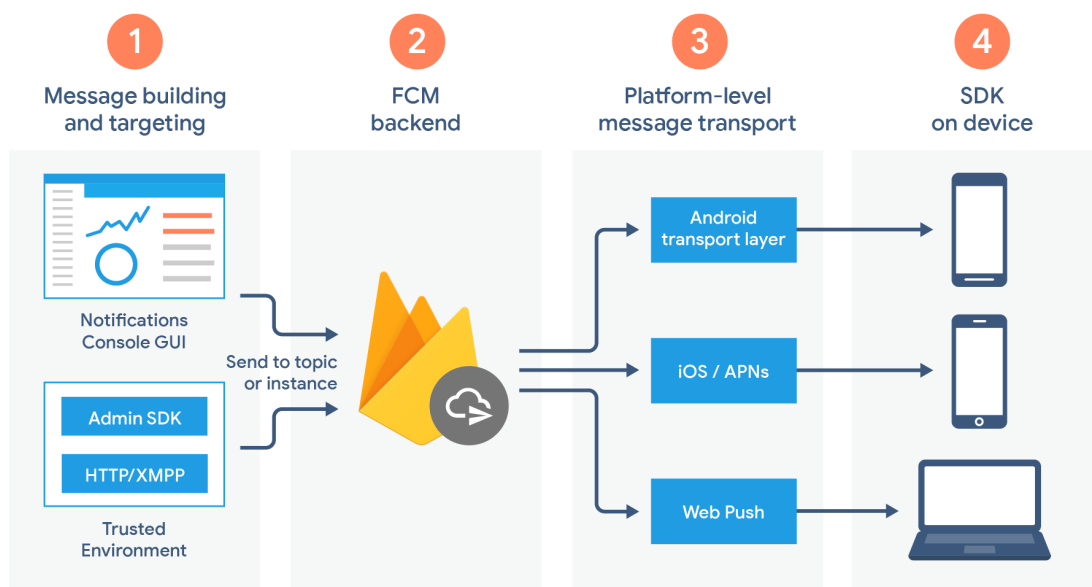 1
Message building
and targeting
2
FCM
backend
3
Platform-level
message transport
4
SDK
on device
Notifications
Console GUI
Send to topic
or instance
Admin SDK
HTTP/XMPP
Trusted
Environment
Android
transport layer
iOS / APNs
Web Push